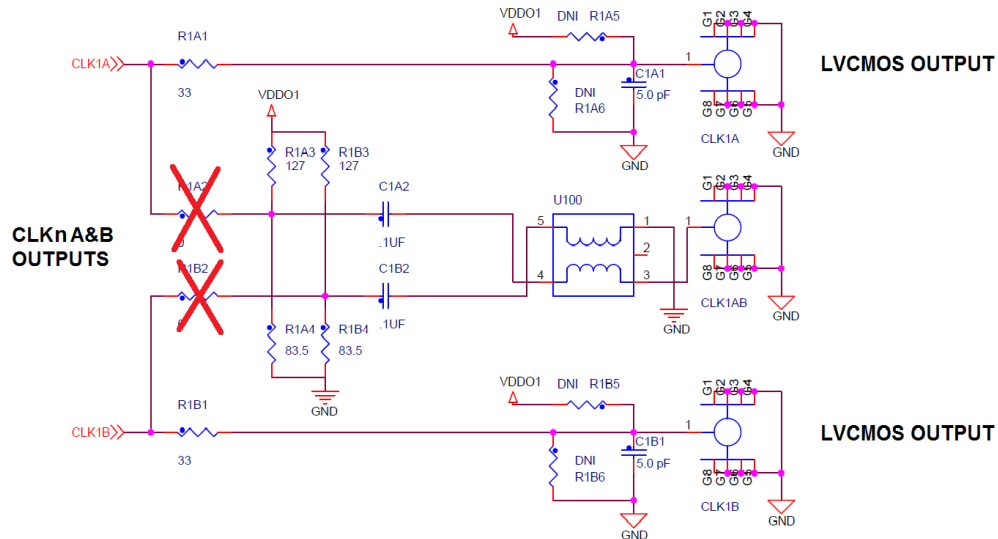 R1A1
CLK1A
33
VDDO1
DNI R1A5
DNI
R1A6
C1A1
5.0 pF
GND
1
G1
G2
G3
G4
G8
G7
G6
G5
CLK1A
GND
LVCMOS OUTPUT
VDDO1
R1A3
127
R1B3
127
R1A2
C1A2
.1UF
CLKn A&B
OUTPUTS
R1B2
C1B2
.1UF
R1A4
83.5
R1B4
83.5
GND
U100
5
4
1
2
3
GND
1
G1
G2
G3
G4
G8
G7
G6
G5
CLK1AB
GND
R1B1
CLK1B
33
VDDO1
DNI R1B5
DNI
R1B6
C1B1
5.0 pF
GND
1
G1
G2
G3
G4
G8
G7
G6
G5
CLK1B
GND
LVCMOS OUTPUT